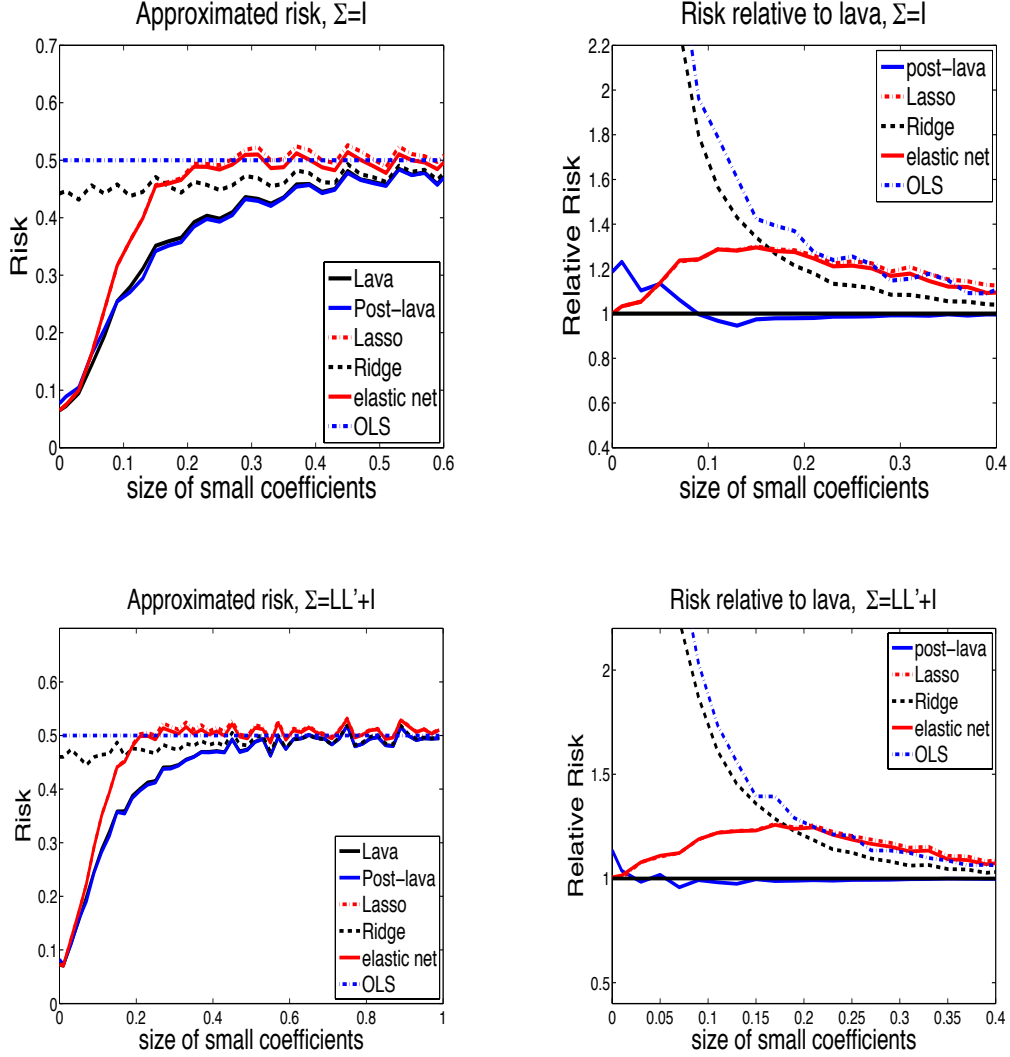 Approximated risk, Σ=I
0.7
0.6
0.5
0.4
0.3
0.2
0.1
0
Risk
Lava
Post-lava
Lasso
Ridge
elastic net
OLS
0 0.1 0.2 0.3 0.4 0.5 0.6
size of small coefficients
Risk relative to lava, Σ=I
2.2
2
1.8
1.6
1.4
1.2
1
0.8
0.6
0.4
Relative Risk
post-lava
Lasso
Ridge
elastic net
OLS
0 0.1 0.2 0.3 0.4
size of small coefficients
Approximated risk, Σ=LL'+I
0.6
0.5
0.4
0.3
0.2
0.1
0
Risk
Lava
Post-lava
Lasso
Ridge
elastic net
OLS
0 0.2 0.4 0.6 0.8 1
size of small coefficients
Risk relative to lava, Σ=LL'+I
2
1.5
1
0.5
Relative Risk
post-lava
Lasso
Ridge
elastic net
OLS
0 0.05 0.1 0.15 0.2 0.25 0.3 0.35 0.4
size of small coefficients